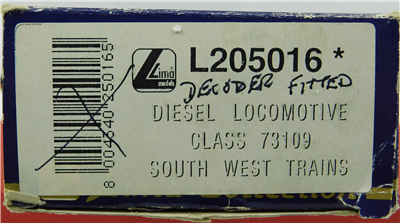 Lima
models
L205016 *
DECODER FITTED
DIESEL LOCOMOTIVE
CLASS 73109
SOUTH WEST TRAINS
8 004640 250165